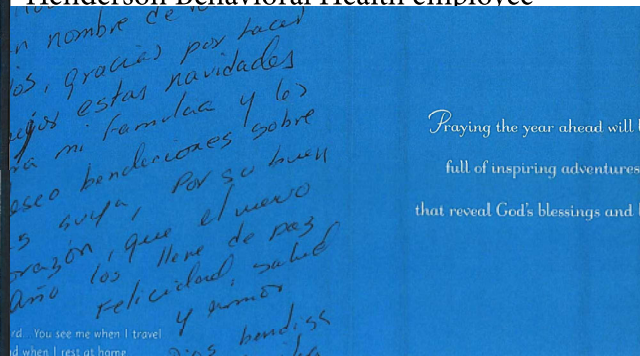 Henderson Behavioral Health employee
n nombre de
os, gracias por hacer
estas navidades
mi familia y los
deseo bendiciones sobre
suya, Por su buen
orazón, que el nuevo
Año los llene de paz
Felicidad, salud
y amor
Dios bendiga
rd. You see me when I travel
d when I rest at home.
Praying the year ahead will
full of inspiring adventures
that reveal God's blessings and